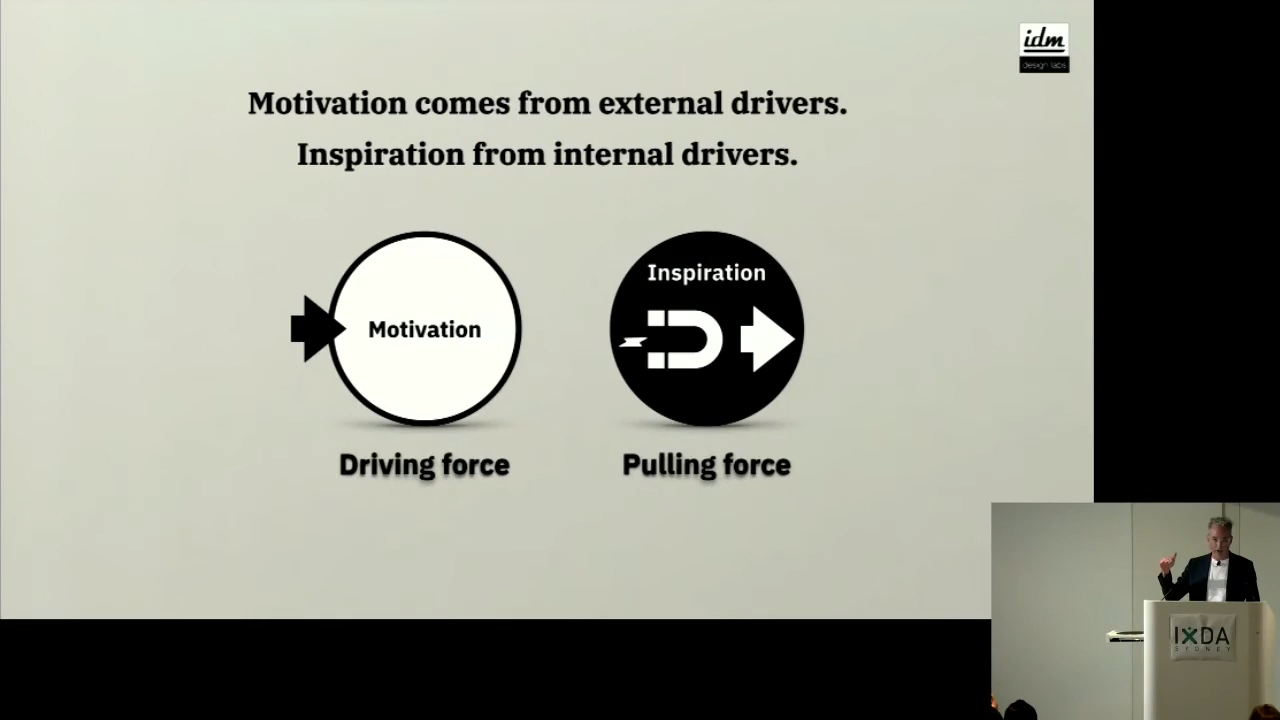 idm
design labs
Motivation comes from external drivers.
Inspiration from internal drivers.
Motivation
Inspiration
Driving force
Pulling force
IXDA
SYDNEY